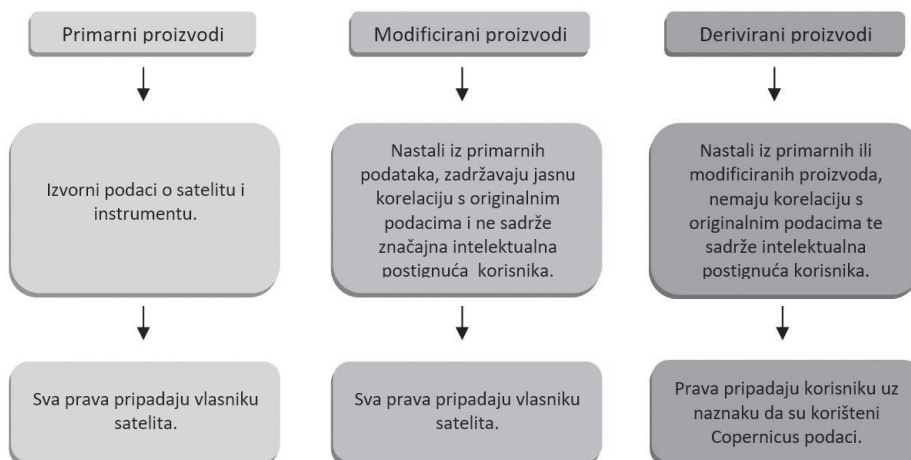 Primarni proizvodi
Izvorni podaci o satelitu i
instrumentu.
Sva prava pripadaju vlasniku
satelita.
Modificirani proizvodi
Nastali iz primarnih
podataka, zadržavaju jasnu
korelaciju s originalnim
podacima i ne sadrže
značajna intelektualna
postignuća korisnika.
Sva prava pripadaju vlasniku
satelita.
Derivirani proizvodi
Nastali iz primarnih ili
modificiranih proizvoda,
nemaju korelaciju s
originalnim podacima te
sadrže intelektualna
postignuća korisnika.
Prava pripadaju korisniku uz
naznaku da su korišteni
Copernicus podaci.